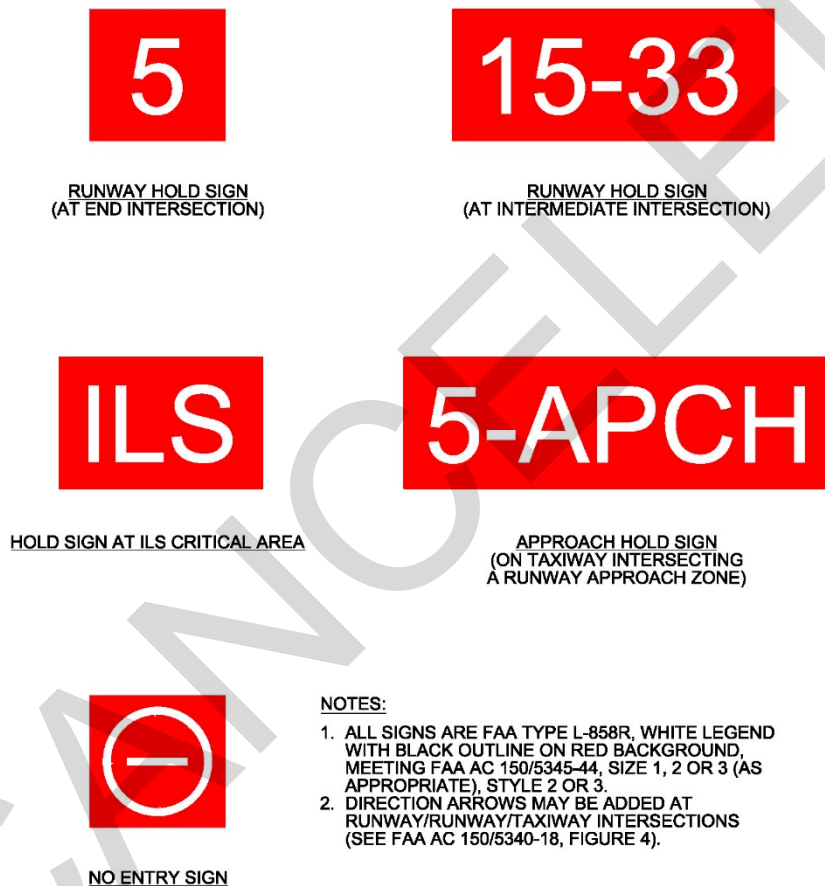 5
RUNWAY HOLD SIGN
(AT END INTERSECTION)
15-33
RUNWAY HOLD SIGN
(AT INTERMEDIATE INTERSECTION)
ILS
HOLD SIGN AT ILS CRITICAL AREA
5-APCH
APPROACH HOLD SIGN
(ON TAXIWAY INTERSECTING
A RUNWAY APPROACH ZONE)
NO ENTRY SIGN
NOTES:
1. ALL SIGNS ARE FAA TYPE L-858R, WHITE LEGEND
WITH BLACK OUTLINE ON RED BACKGROUND,
MEETING FAA AC 150/5345-44, SIZE 1, 2 OR 3 (AS
APPROPRIATE), STYLE 2 OR 3.
2. DIRECTION ARROWS MAY BE ADDED AT
RUNWAY/RUNWAY/TAXIWAY INTERSECTIONS
(SEE FAA AC 150/5340-18, FIGURE 4).
CANCELLE